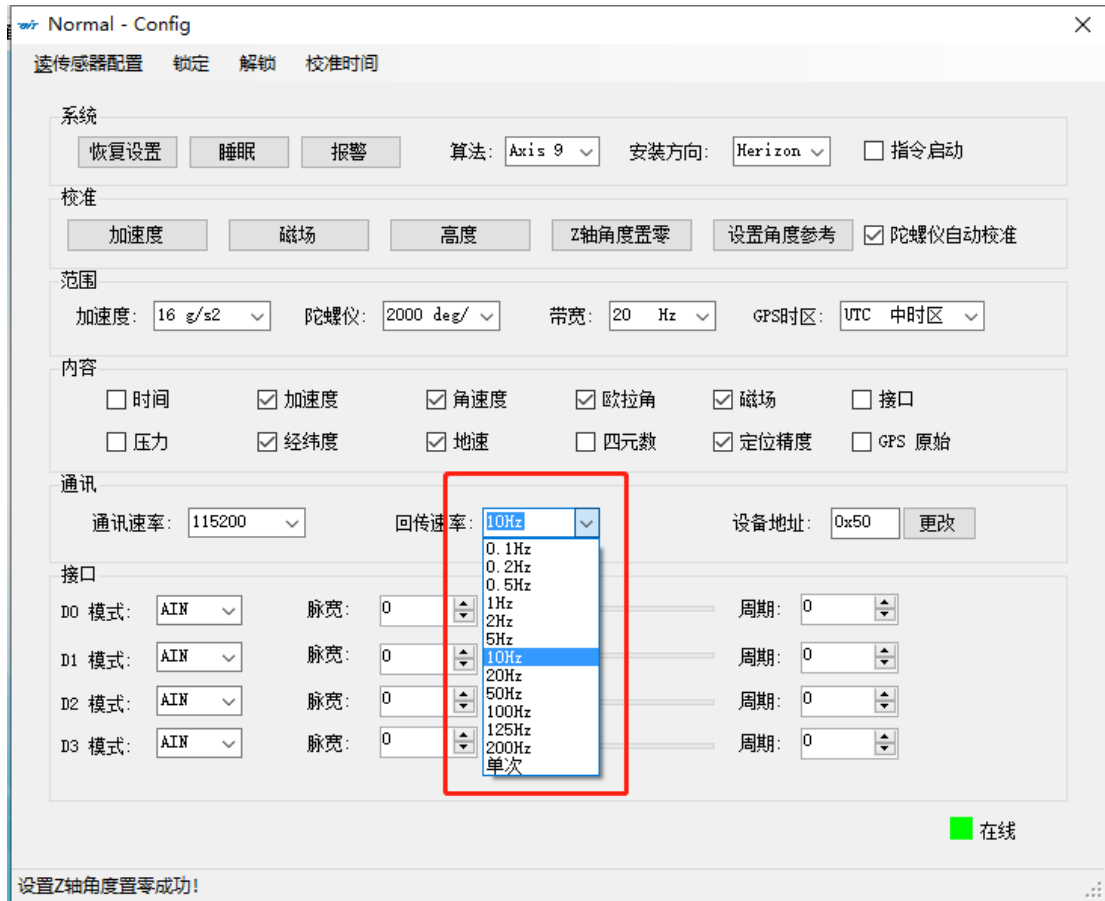 Normal - Config
读传感器配置 锁定 解锁 校准时间
系统
恢复设置 睡眠 报警 算法: Axis 9 安装方向: Herizon 指令启动
校准
加速度 磁场 高度 Z轴角度置零 设置角度参考 陀螺仪自动校准
范围
加速度: 16 g/s2 陀螺仪: 2000 deg/ 带宽: 20 Hz GPS时区: UTC 中时区
内容
时间 加速度 角速度 欧拉角 磁场 接口
压力 经纬度 地速 四元数 定位精度 GPS 原始
通讯
通讯速率: 115200 回传速率: 10Hz 设备地址: 0x50 更改
0.1Hz
0.2Hz
0.5Hz
1Hz
2Hz
5Hz
10Hz
20Hz
50Hz
100Hz
125Hz
200Hz
单次
接口
D0 模式: AIN 脉宽: 0 周期: 0
D1 模式: AIN 脉宽: 0 周期: 0
D2 模式: AIN 脉宽: 0 周期: 0
D3 模式: AIN 脉宽: 0 周期: 0
在线
设置Z轴角度置零成功!